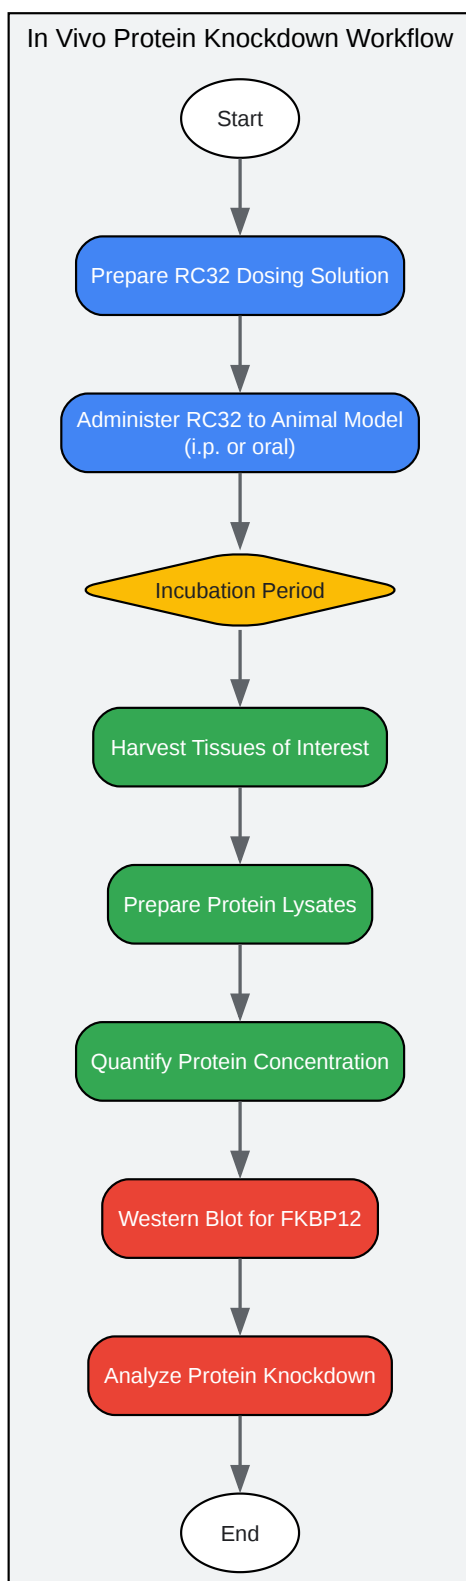 In Vivo Protein Knockdown Workflow
Start
Prepare RC32 Dosing Solution
Administer RC32 to Animal Model
(i.p. or oral)
Incubation Period
Harvest Tissues of Interest
Prepare Protein Lysates
Quantify Protein Concentration
Western Blot for FKBP12
Analyze Protein Knockdown
End